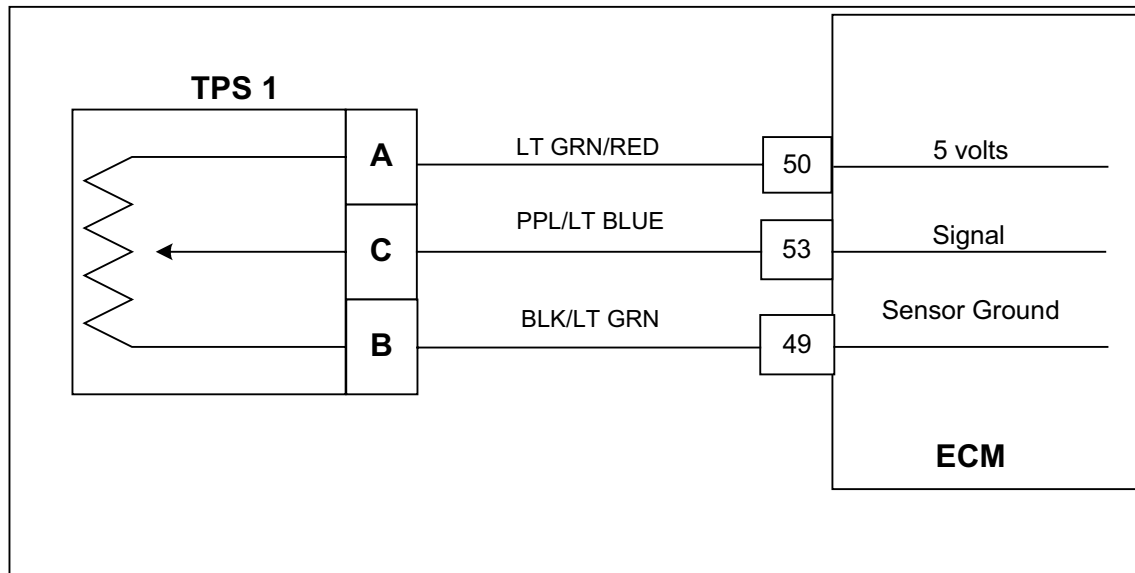 TPS 1
A
LT GRN/RED
50
5 volts
C
PPL/LT BLUE
53
Signal
B
BLK/LT GRN
49
Sensor Ground
ECM